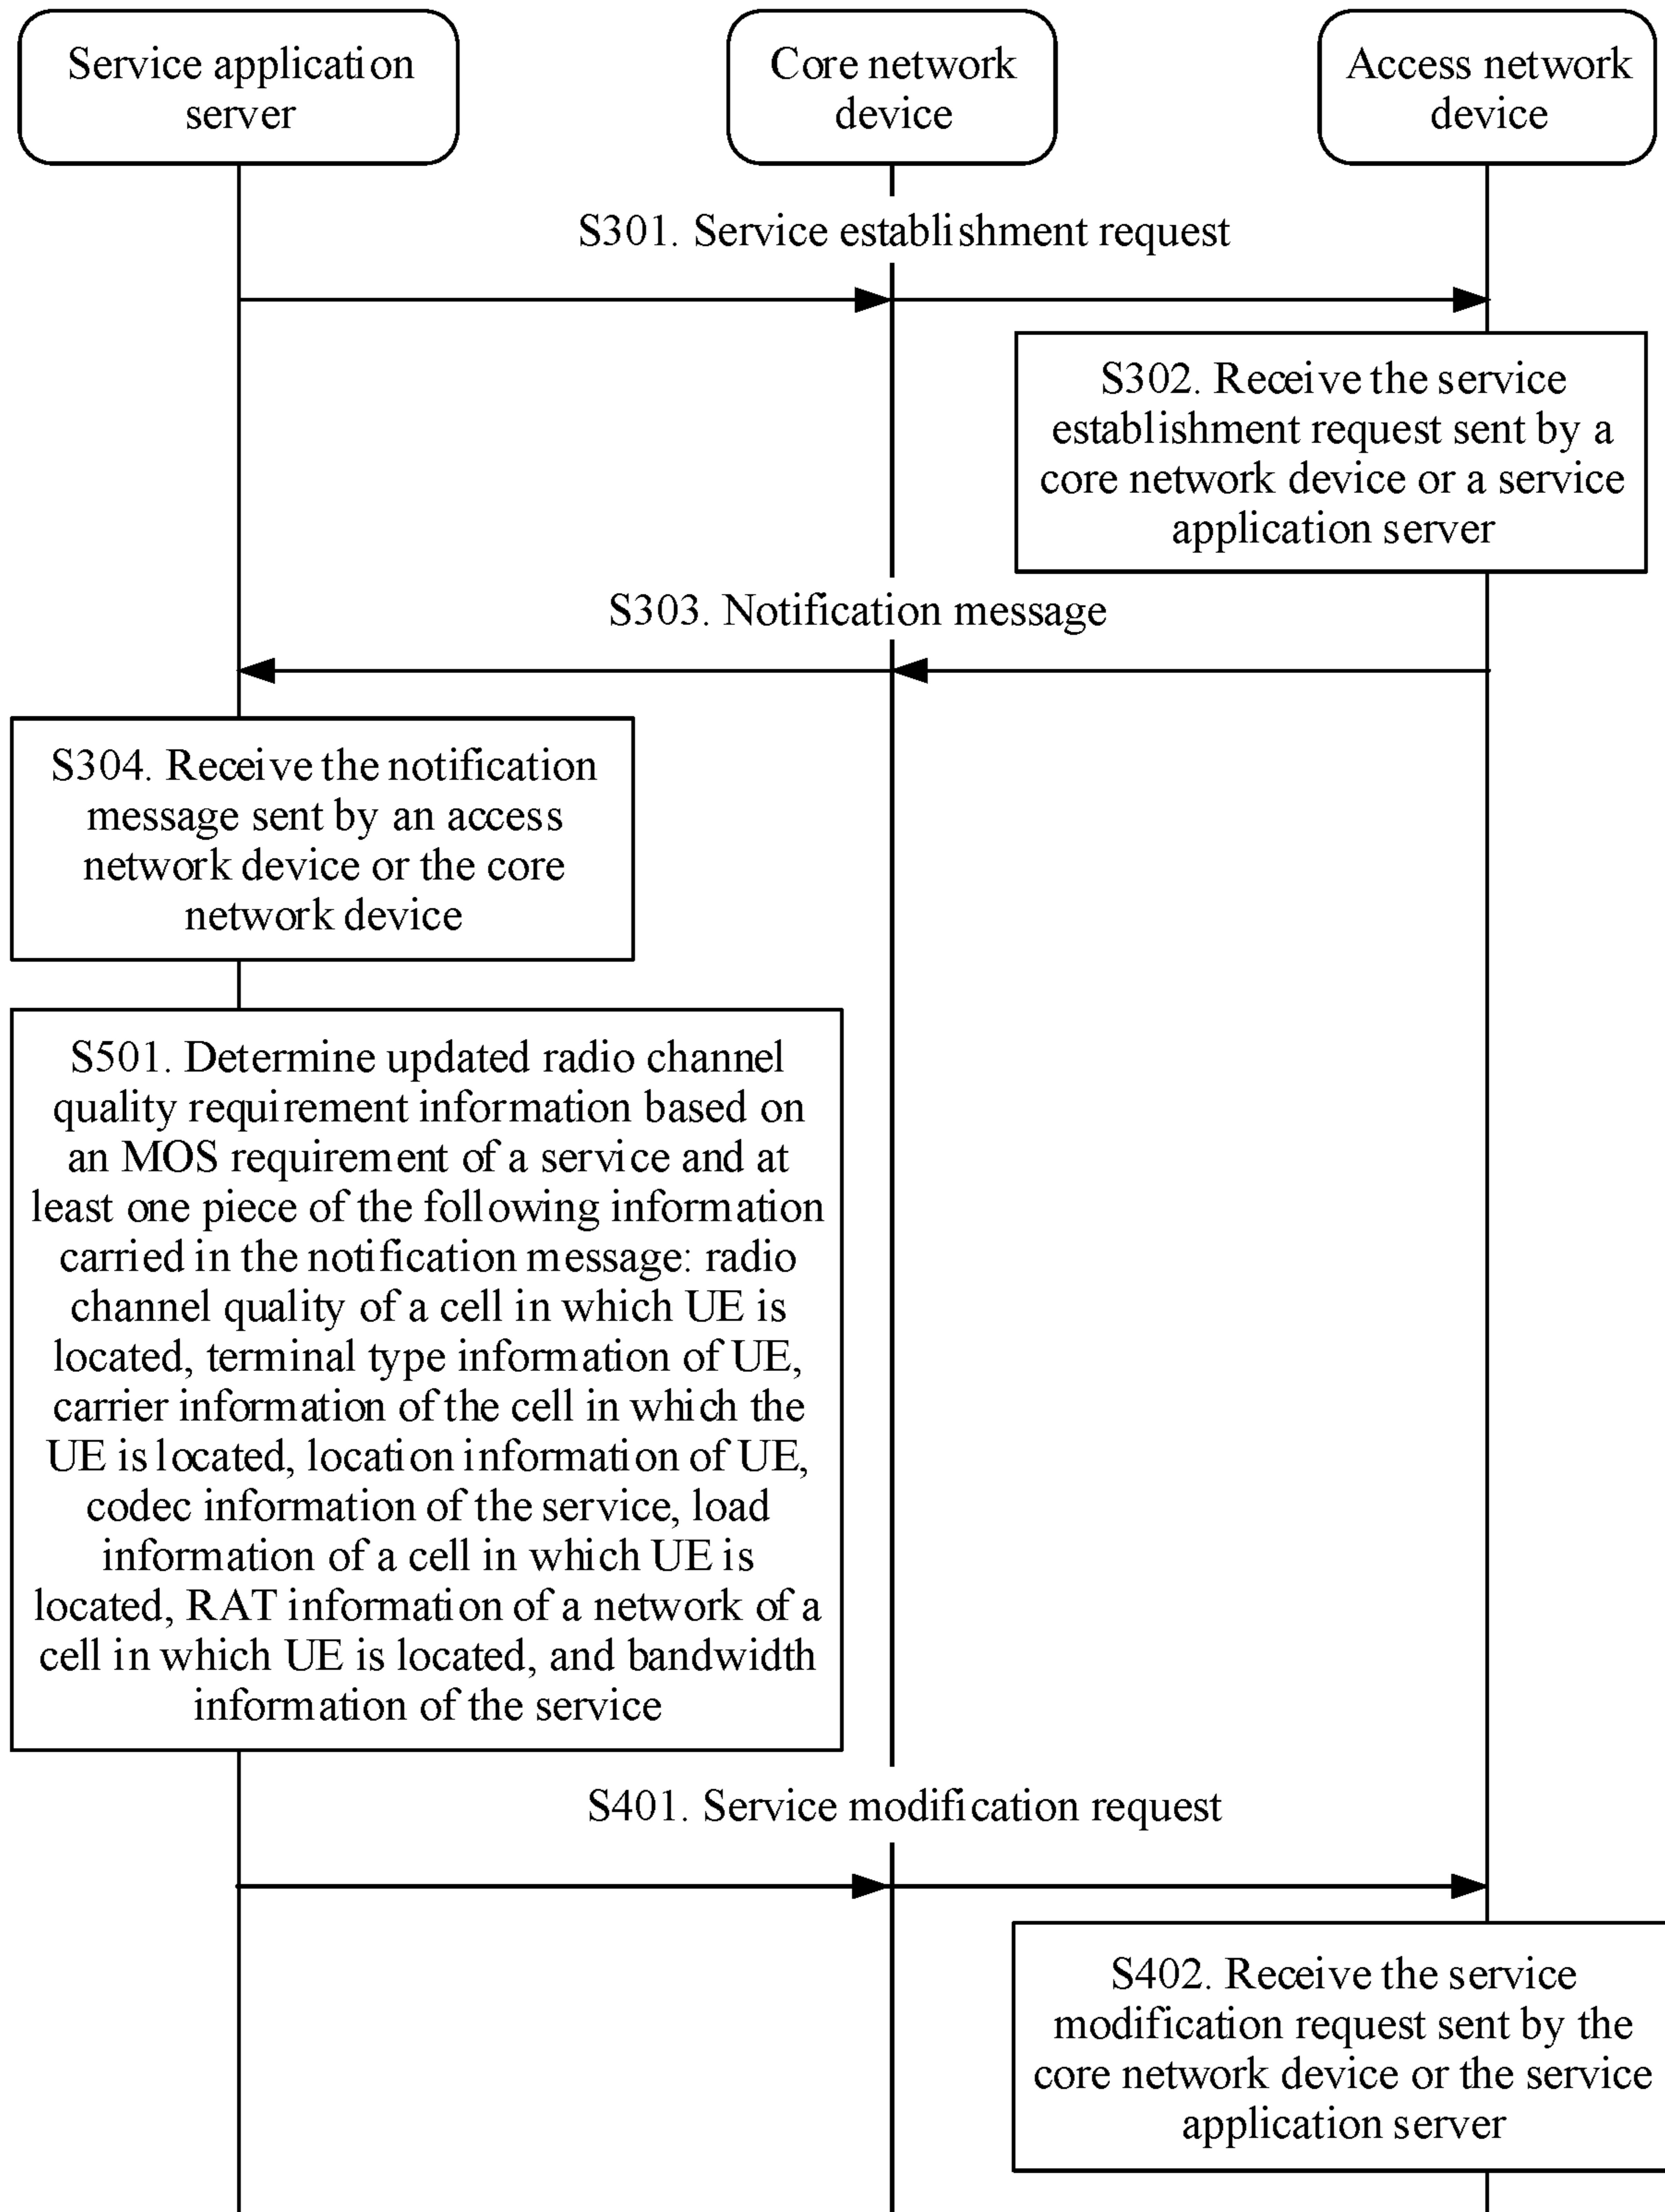 Service application
server
Core network
device
Access network
device
S301. Service establishment request
S302. Receive the service
establishment request sent by a
core network device or a service
application server
S303. Notification message
S304. Receive the notification
message sent by an access
network device or the core
network device
S501. Determine updated radio channel
quality requirement information based on
an MOS requirement of a service and at
least one piece of the following information
carried in the notification message: radio
channel quality of a cell in which UE is
located, terminal type information of UE,
carrier information of the cell in which the
UE is located, location information of UE,
codec information of the service, load
information of a cell in which UE is
located, RAT information of a network of a
cell in which UE is located, and bandwidth
information of the service
S401. Service modification request
S402. Receive the service
modification request sent by the
core network device or the service
application server